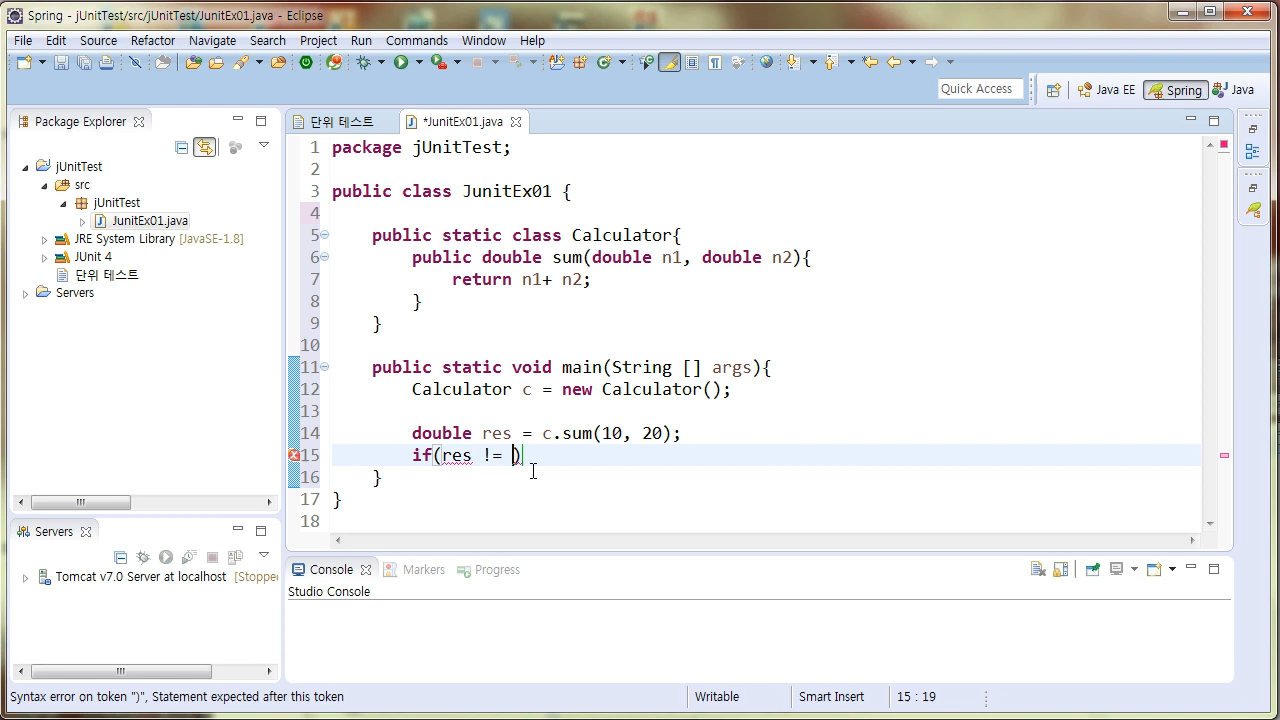 Spring - jUnitTest/src/jUnitTest/JunitEx01.java - Eclipse
File Edit Source Refactor Navigate Search Project Run Commands Window Help
Quick Access
Java EE
Spring
Java
Package Explorer
jUnitTest
src
jUnitTest
JunitEx01.java
JRE System Library [JavaSE-1.8]
JUnit 4
단위 테스트
Servers
Servers
Tomcat v7.0 Server at localhost [Stoppe
단위 테스트
*JunitEx01.java
1 package jUnitTest;
2
3 public class JunitEx01 {
4
5 public static class Calculator{
6 public double sum(double n1, double n2){
7 return n1+ n2;
8 }
9 }
10
11 public static void main(String [] args){
12 Calculator c = new Calculator();
13
14 double res = c.sum(10, 20);
15 if(res != )
16 }
17 }
18
Console
Markers
Progress
Studio Console
Syntax error on token ")", Statement expected after this token
Writable
Smart Insert
15 : 19